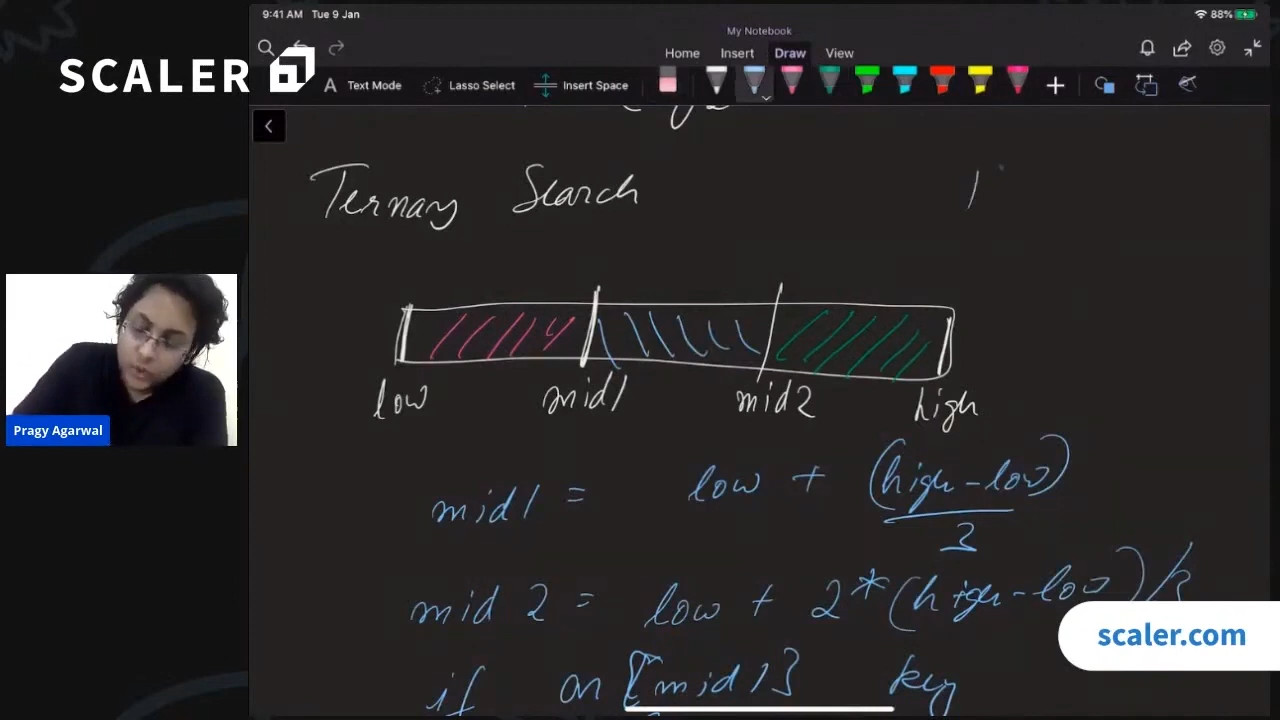 9:41 AM Tue 9 Jan
88%
My Notebook
SCALER
Home Insert Draw View
A Text Mode Lasso Select Insert Space
Ternary Search
low mid1 mid2 high
Pragy Agarwal
mid1 = low + (high-low)
3
mid 2 = low + 2*(high-low)/3
scaler.com
if [mid1] key